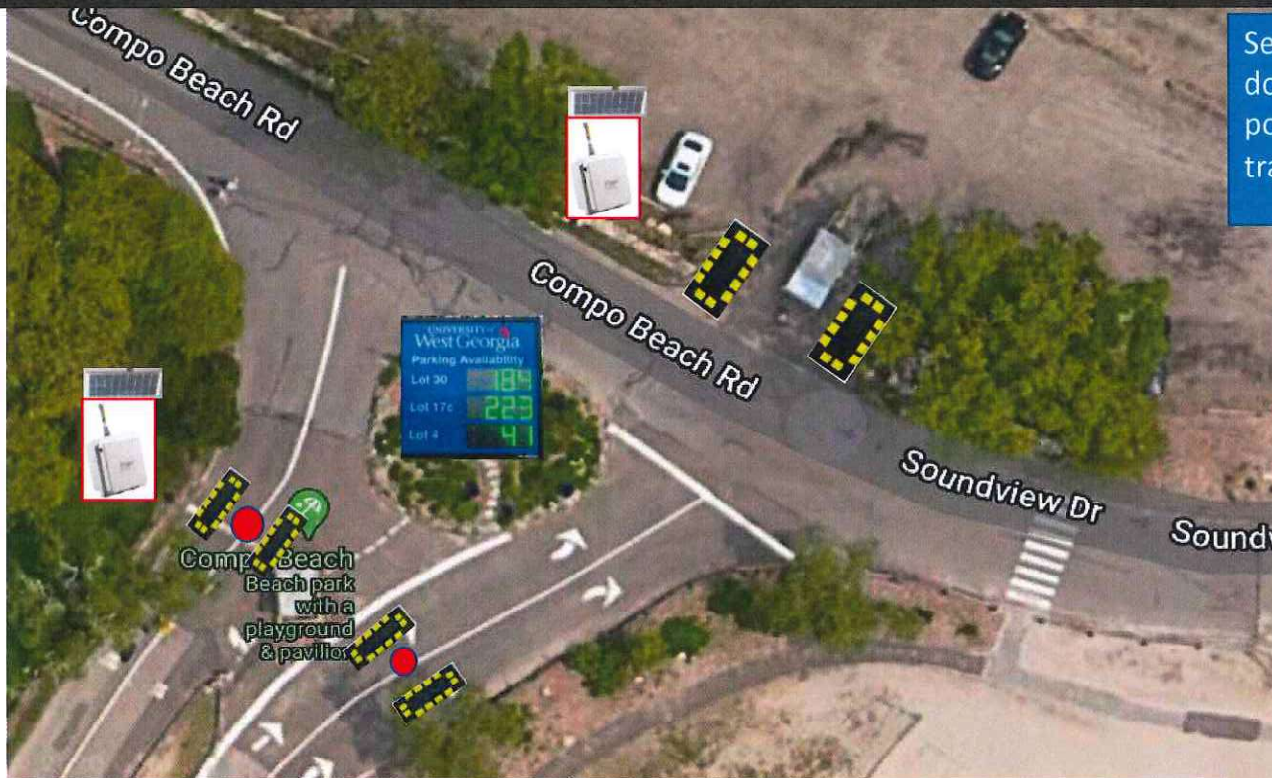 Compo Beach Rd
Se
do
po
tra
Compo Beach Rd
UNIVERSITY of
West Georgia
Parking Availability
Lot 30 184
Lot 17c 223
Lot 4 41
Soundview Dr
Soundv
Comp Beach
Beach park
with a
playground
& pavilion